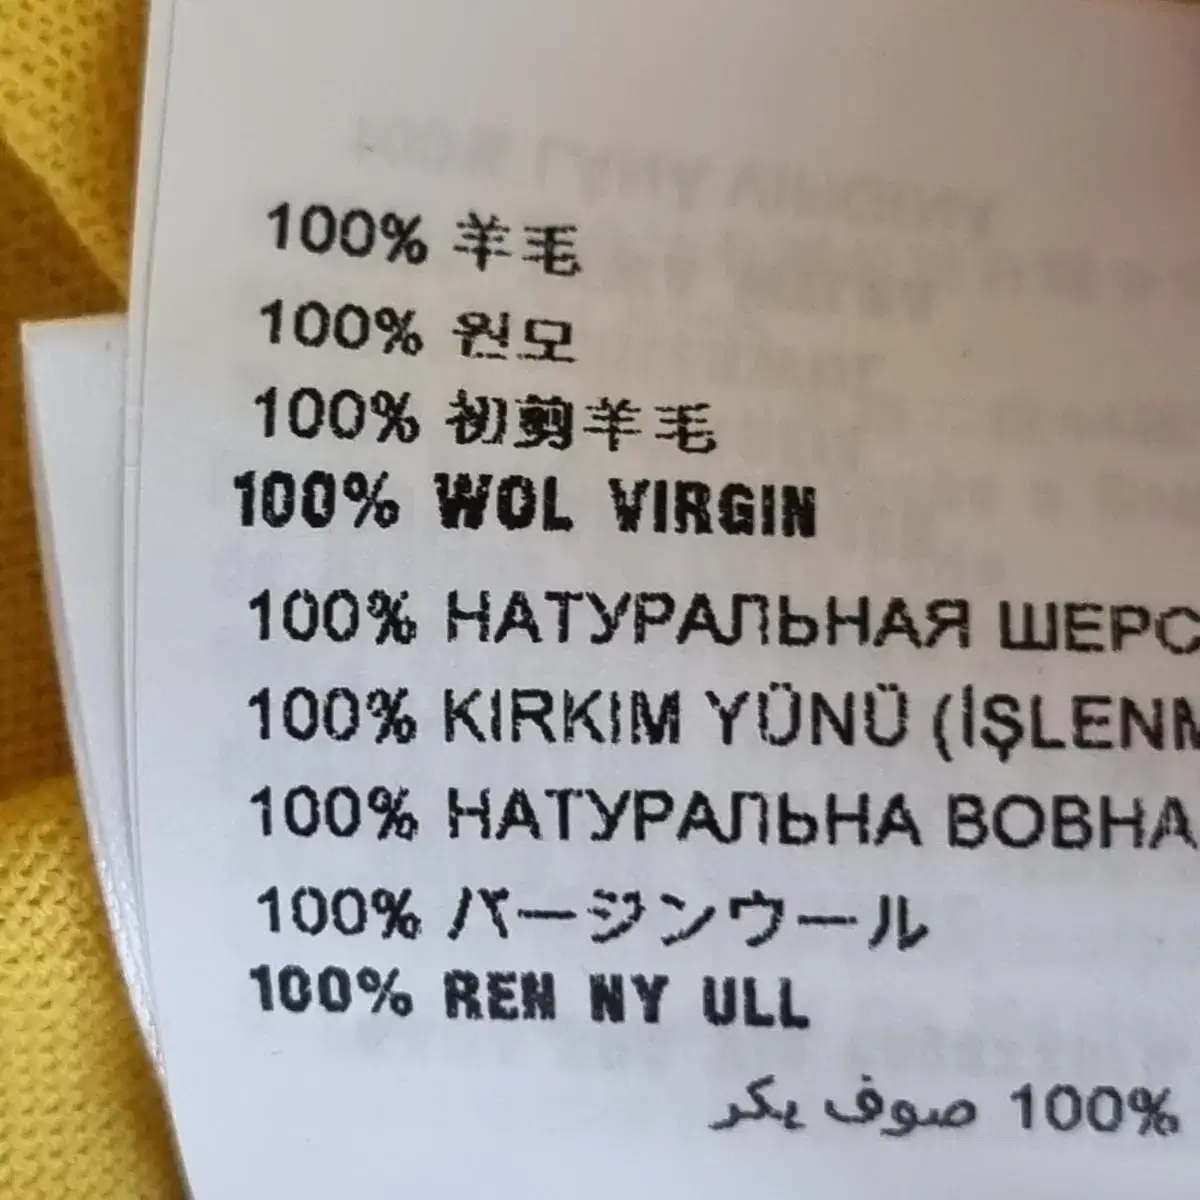 100% 羊毛
100% 원모
100% 初剪羊毛
100% WOL VIRGIN
100% НАТУРАЛЬНАЯ ШЕРС
100% KIRKIM YÜNÜ (İŞLENM
100% НАТУРАЛЬНА ВОВНА
100% バージンウール
100% REN NY ULL
100% صوف بكر